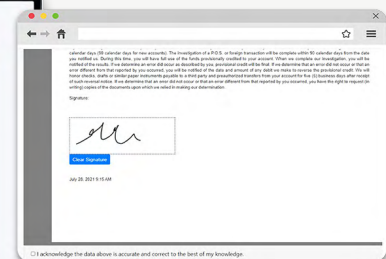 calendar days (90 calendar days for new accounts). The investigation of a P.O.S. or foreign transaction will be complete within 90 calendar days from the date
you notified us. During this time, you will have full use of the funds provisionally credited to your account. When we complete our investigation, you will be
notified of the results. If we determine an error did occur as described by you, provisional credit will be final. If we determine that an error did not occur or that an
error different from that reported by you occurred, you will be notified of the date and amount of any debit we make to reverse the provisional credit. We will
honor checks, drafts or similar paper instruments payable to a third party and preauthorized transfers from your account for five (5) business days after receipt
of such reversal notice. If we determine that an error did not occur or that an error different from that reported by you occurred, you have the right to request (in
writing) copies of the documents upon which we relied in making our determination.
Signature:
Clear Signature
July 28, 2021 9:15 AM
I acknowledge the data above is accurate and correct to the best of my knowledge.